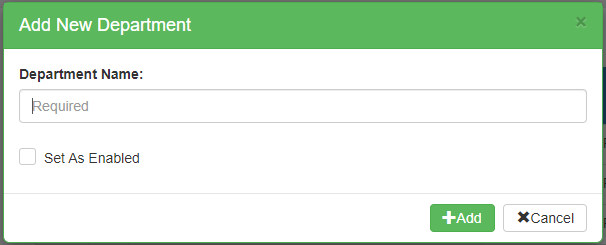 Add New Department ×
Department Name:
Required
Set As Enabled
Add Cancel